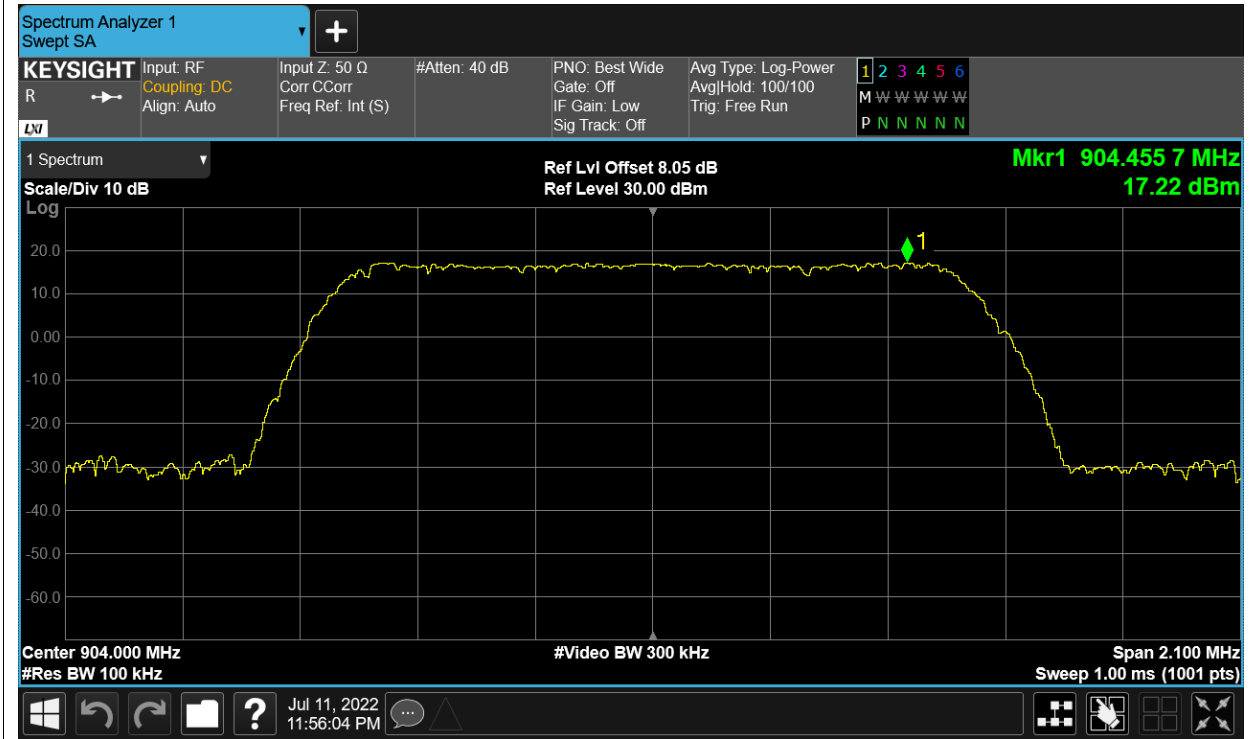 Spectrum Analyzer 1
Swept SA
KEYSIGHT
R
LXI
Input: RF
Coupling: DC
Align: Auto
Input Z: 50 Ω
Corr CCorr
Freq Ref: Int (S)
#Atten: 40 dB
PNO: Best Wide
Gate: Off
IF Gain: Low
Sig Track: Off
Avg Type: Log-Power
Avg|Hold: 100/100
Trig: Free Run
1 2 3 4 5 6
M W W W W W
P N N N N N
1 Spectrum
Scale/Div 10 dB
Ref Lvl Offset 8.05 dB
Ref Level 30.00 dBm
Mkr1 904.455 7 MHz
17.22 dBm
Log
1
20.0
10.0
0.00
-10.0
-20.0
-30.0
-40.0
-50.0
-60.0
Center 904.000 MHz
#Res BW 100 kHz
#Video BW 300 kHz
Span 2.100 MHz
Sweep 1.00 ms (1001 pts)
?
Jul 11, 2022
11:56:04 PM